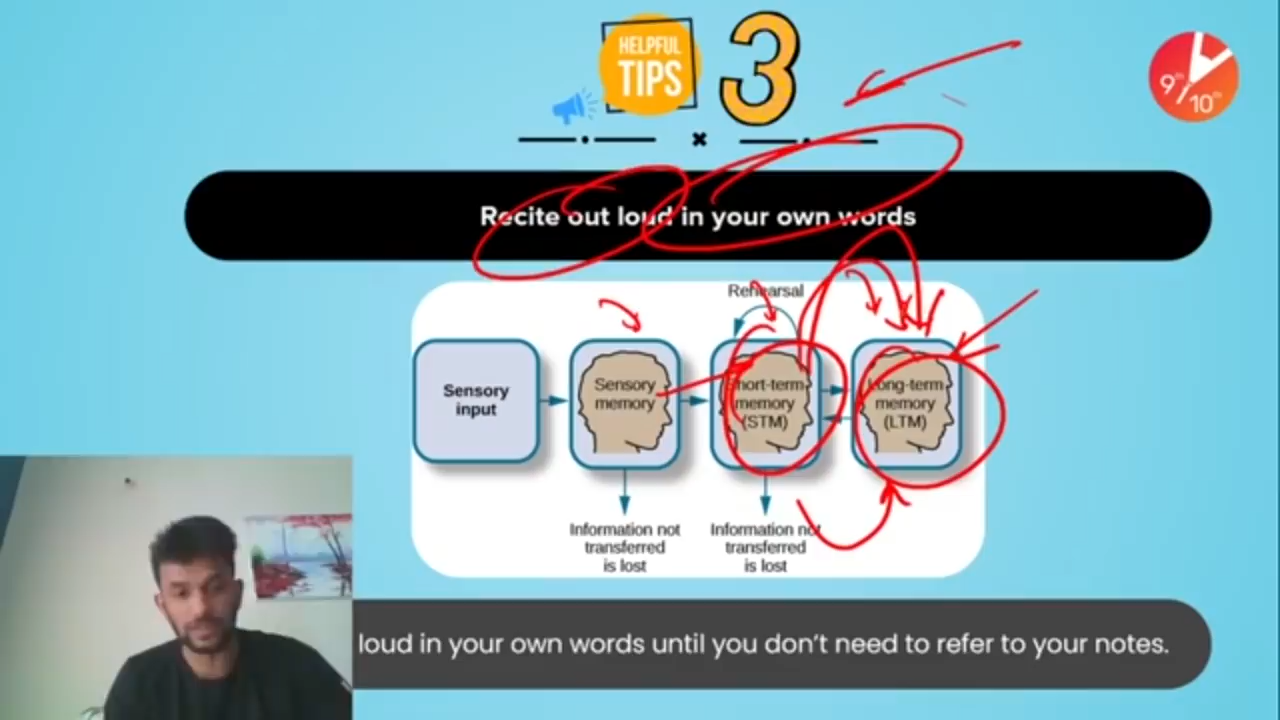 HELPFUL
TIPS
3
9th
10th
Recite out loud in your own words
Rehearsal
Sensory
input
Sensory
memory
Short-term
memory
(STM)
Long-term
memory
(LTM)
Information not
transferred
is lost
Information not
transferred
is lost
loud in your own words until you don't need to refer to your notes.